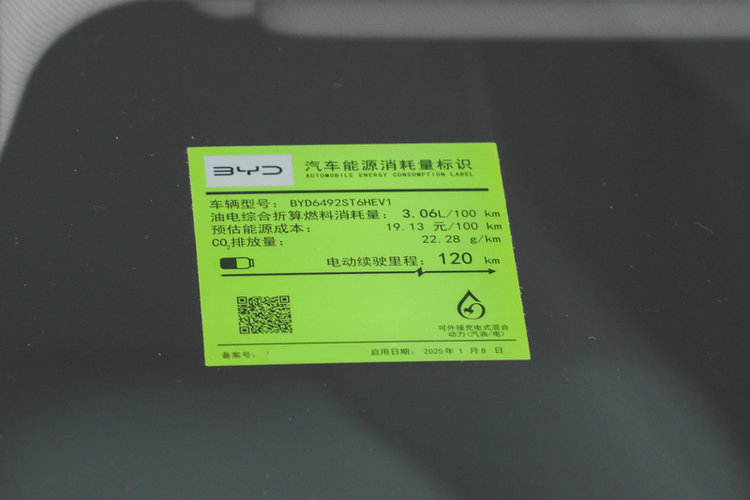 BYD 汽车能源消耗量标识
AUTOMOBILE ENERGY CONSUMPTION LABEL
车辆型号: BYD6492ST6HEV1
油电综合折算燃料消耗量: 3.06L/100 km
预估能源成本: 19.13 元/100 km
CO₂排放量: 22.28 g/km
电动续驶里程: 120 km
可外接充电式混合
动力(汽油/电)
备案号: / 启用日期: 2025年 1 月 8 日